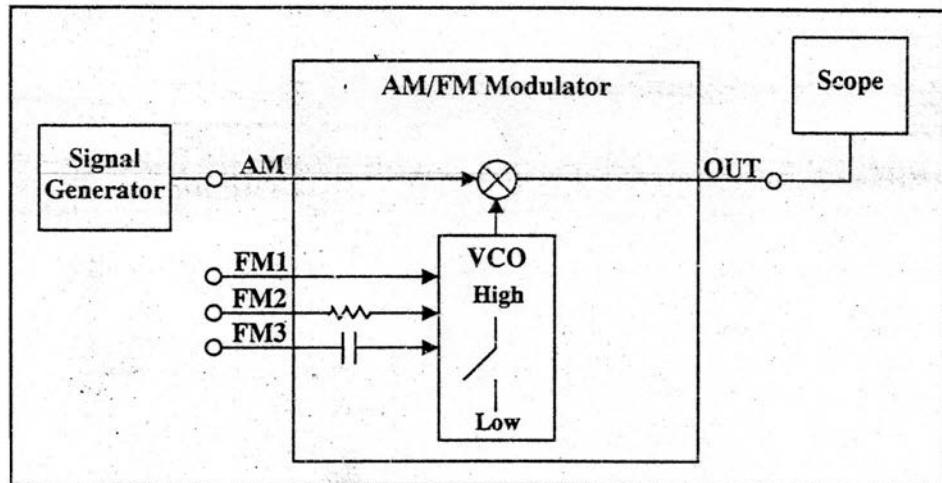 AM/FM Modulator
Scope
Signal
Generator
AM
OUT
FM1
FM2
FM3
VCO
High
Low